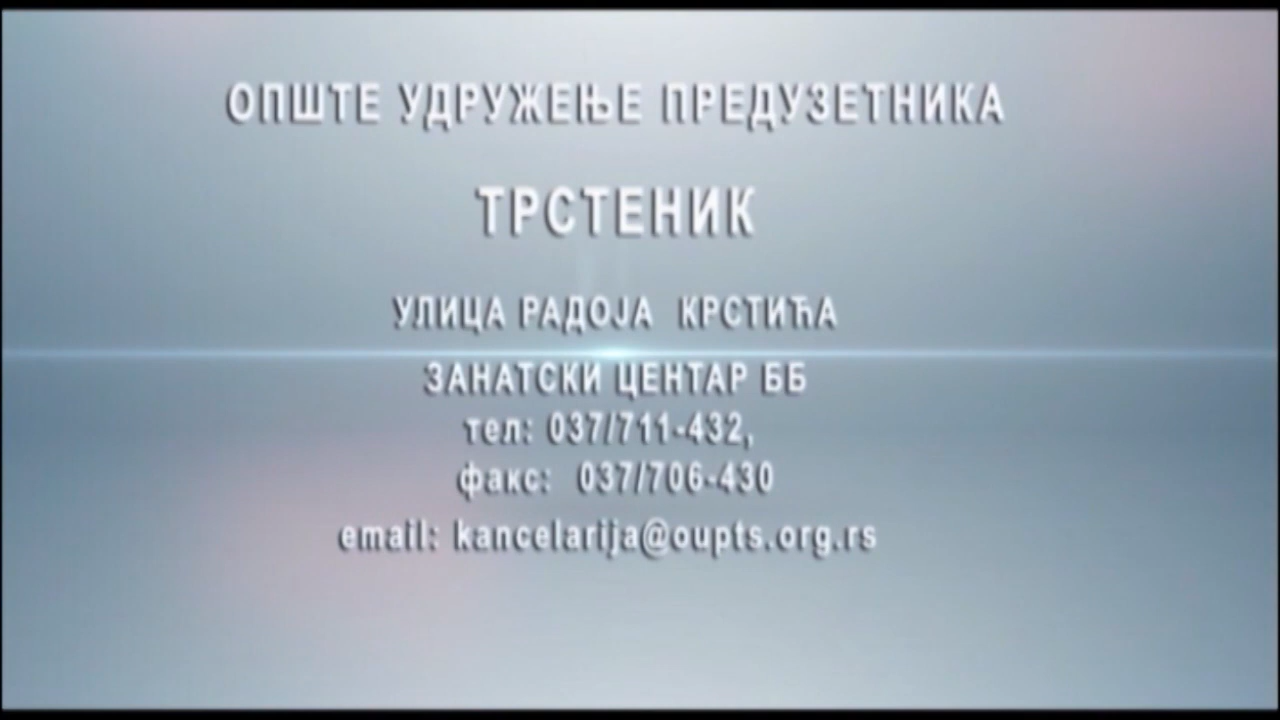 ОПШТЕ УДРУЖЕЊЕ ПРЕДУЗЕТНИКА
ТРСТЕНИК
УЛИЦА РАДОЈА КРСТИЋА
ЗАНАТСКИ ЦЕНТАР ББ
тел: 037/711-432,
факс: 037/706-430
email: kancelarija@oupts.org.rs